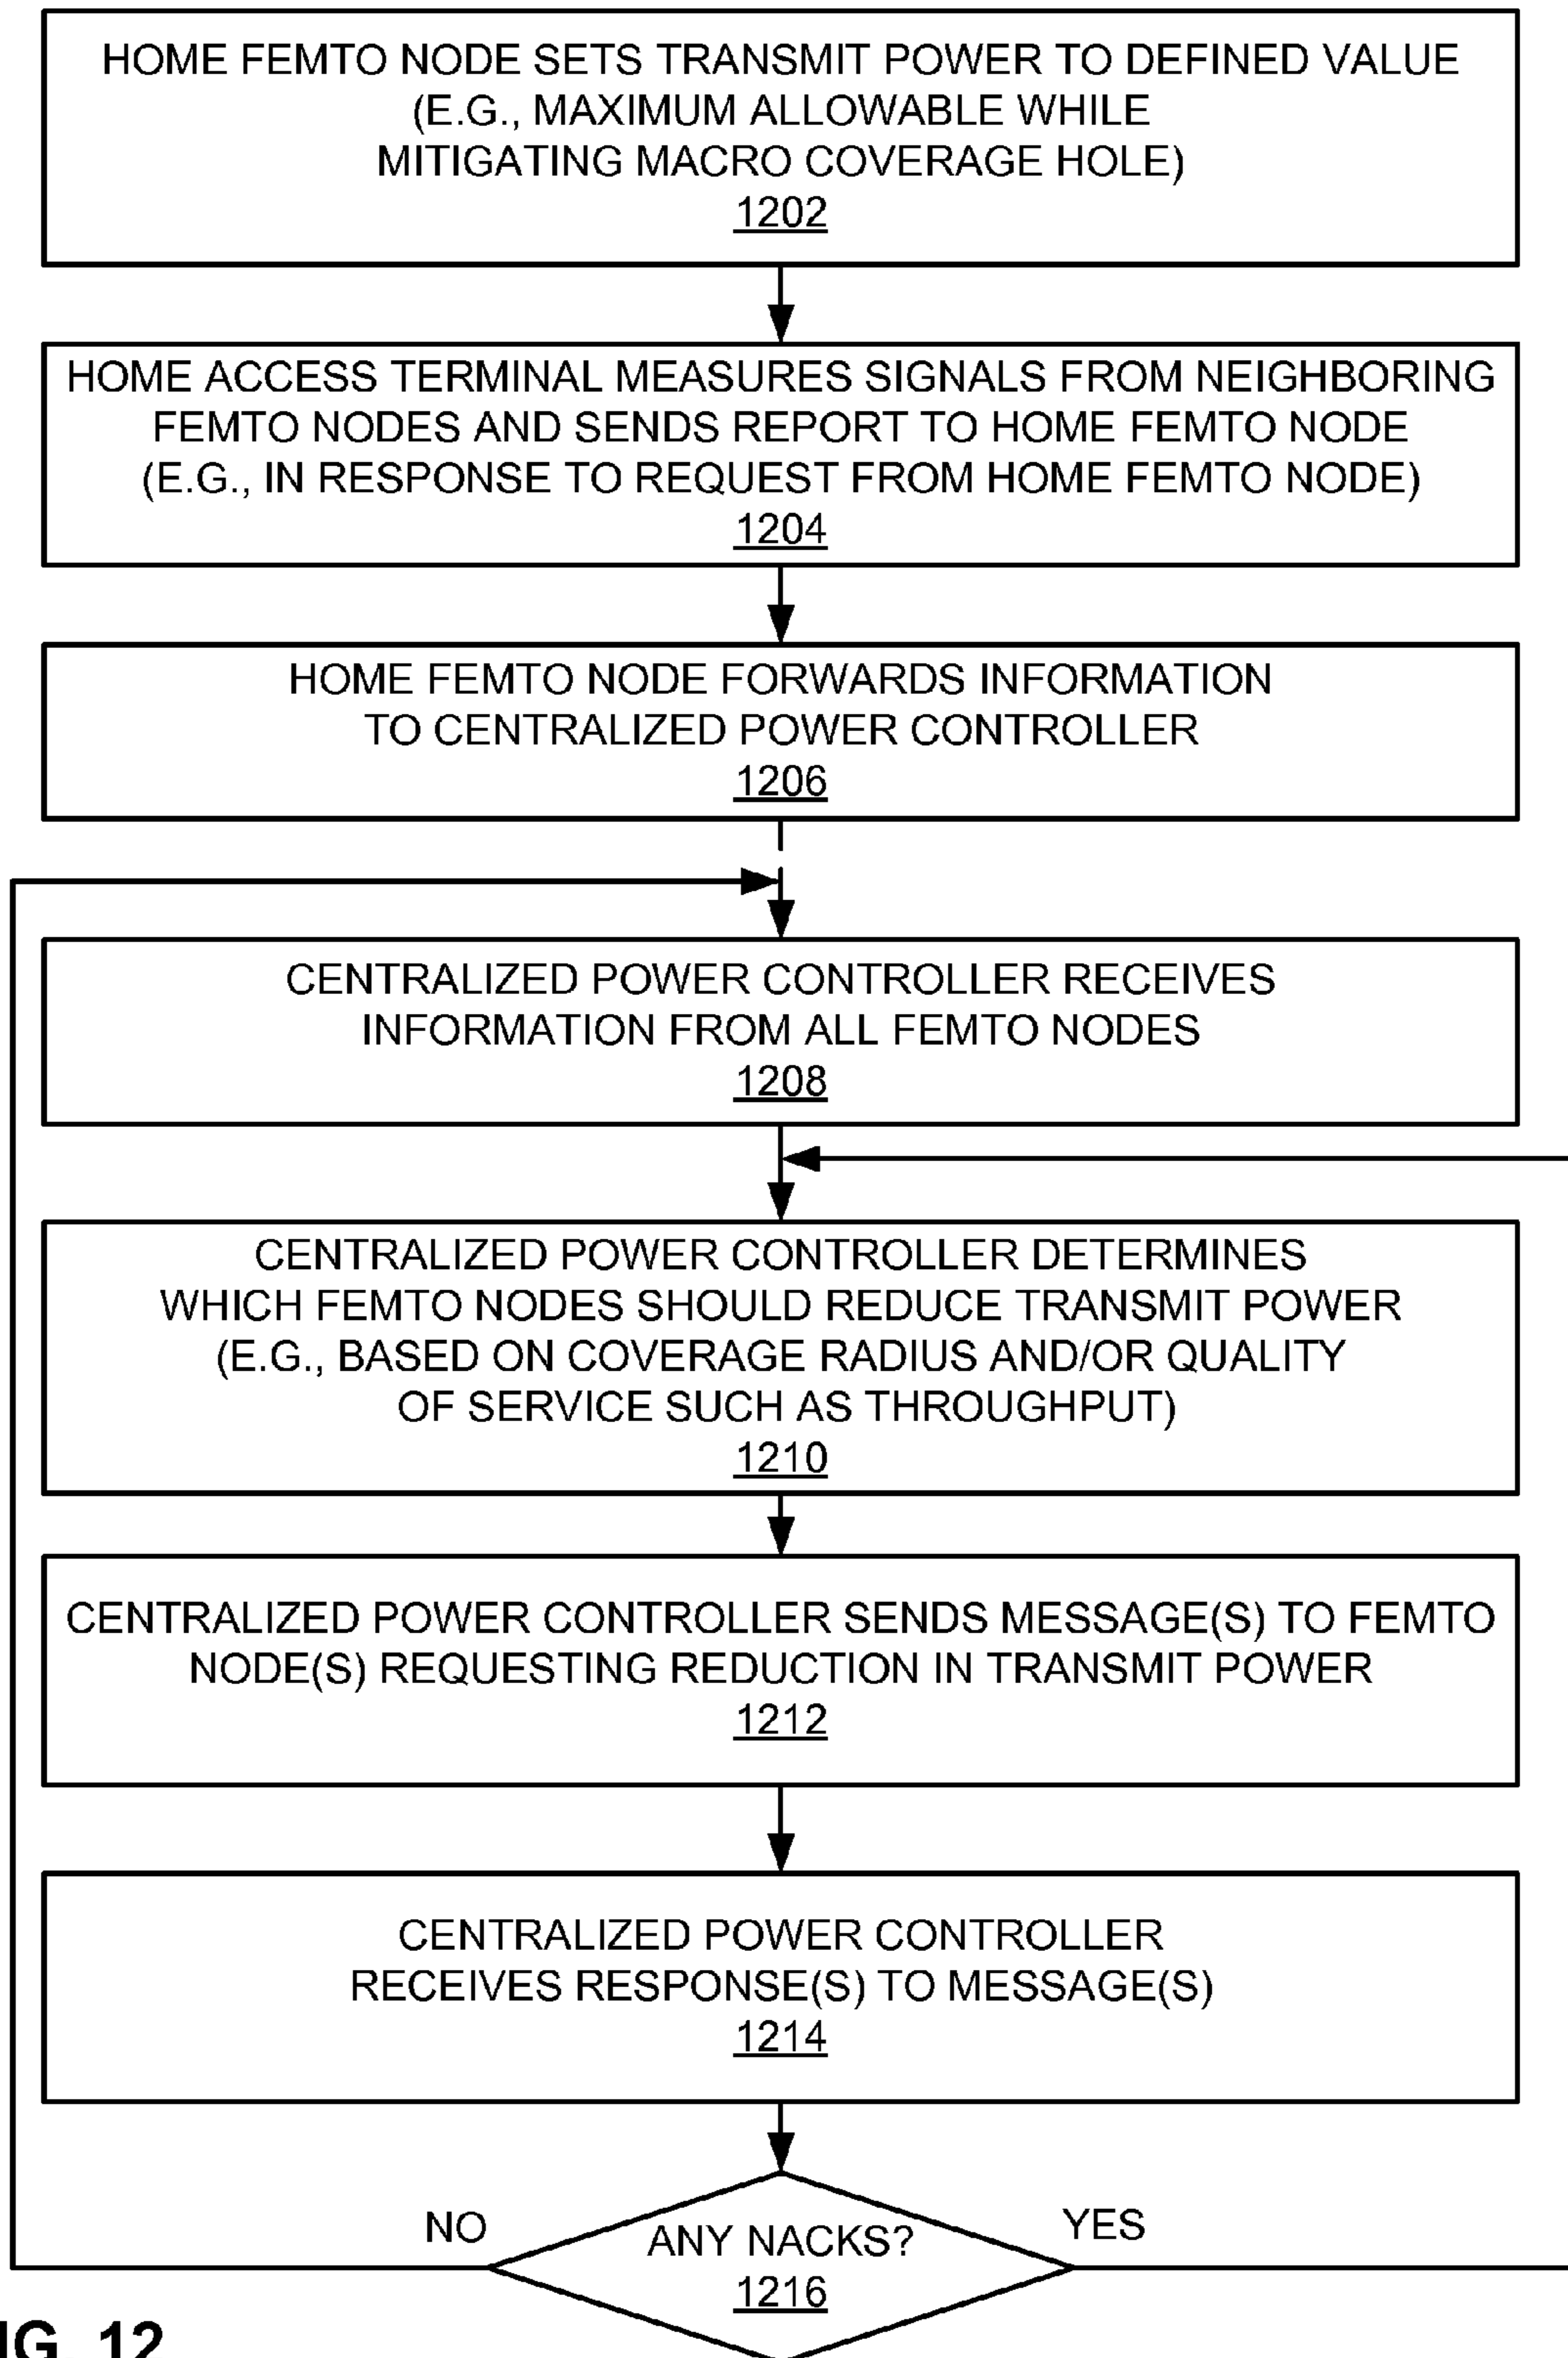 HOME FEMTO NODE SETS TRANSMIT POWER TO DEFINED VALUE
(E.G., MAXIMUM ALLOWABLE WHILE
MITIGATING MACRO COVERAGE HOLE)
1202
HOME ACCESS TERMINAL MEASURES SIGNALS FROM NEIGHBORING
FEMTO NODES AND SENDS REPORT TO HOME FEMTO NODE
(E.G., IN RESPONSE TO REQUEST FROM HOME FEMTO NODE)
1204
HOME FEMTO NODE FORWARDS INFORMATION
TO CENTRALIZED POWER CONTROLLER
1206
CENTRALIZED POWER CONTROLLER RECEIVES
INFORMATION FROM ALL FEMTO NODES
1208
CENTRALIZED POWER CONTROLLER DETERMINES
WHICH FEMTO NODES SHOULD REDUCE TRANSMIT POWER
(E.G., BASED ON COVERAGE RADIUS AND/OR QUALITY
OF SERVICE SUCH AS THROUGHPUT)
1210
CENTRALIZED POWER CONTROLLER SENDS MESSAGE(S) TO FEMTO
NODE(S) REQUESTING REDUCTION IN TRANSMIT POWER
1212
CENTRALIZED POWER CONTROLLER
RECEIVES RESPONSE(S) TO MESSAGE(S)
1214
NO
YES
ANY NACKS?
1216
IG. 12